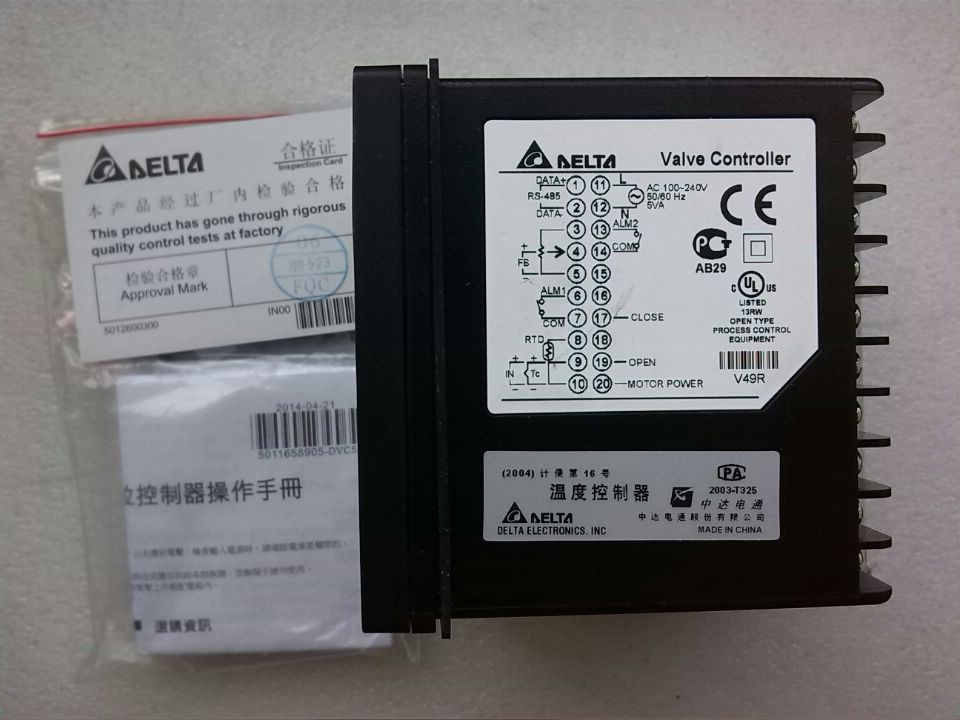 DELTA
合格证
Inspection Card
本产品经过厂内检验合格
This product has gone through rigorous
quality control tests at factory
检验合格章
Approval Mark
FQC
IN00
5012600300
2014-04-21
5011658905-DVC5
控制器操作手冊
選購資訊
DELTA
Valve Controller
DATA+ 1 11 L
RS-485
AC 100~240V
50/60 Hz
5VA
DATA- 2 12 N
3 13 ALM2
+ 4 14 COM
FB
- 5 15
ALM1 6 16
COM 7 17 CLOSE
RTD 8 18
+ + 9 19 OPEN
IN Tc
- - 10 20 MOTOR POWER
CE
PCT
AB29
C UL US
LISTED
13RW
OPEN TYPE
PROCESS CONTROL
EQUIPMENT
V49R
(2004) 计便第 16 号
温度控制器
CPA
2003-T325
中达电通
DELTA
中达电通股份有限公司
DELTA ELECTRONICS, INC
MADE IN CHINA